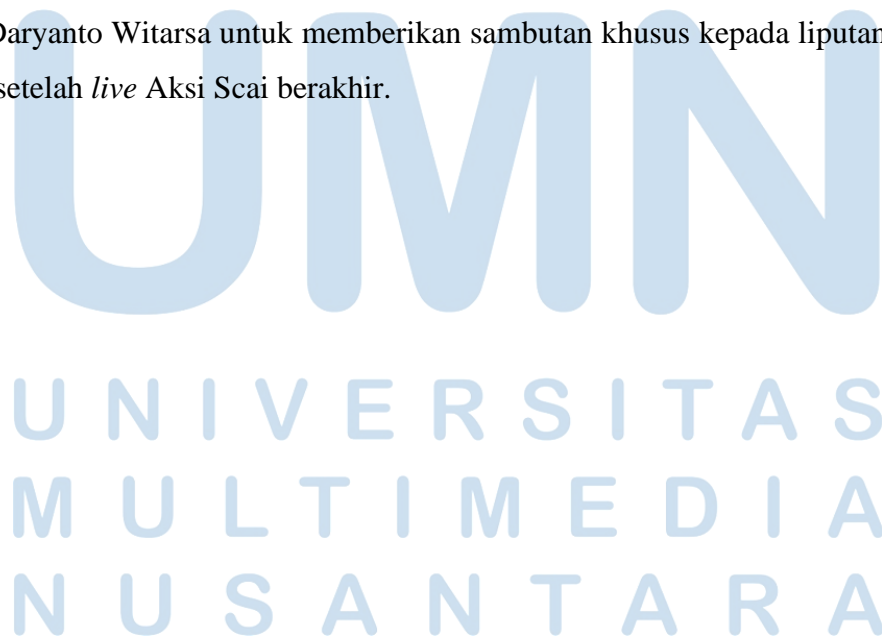 Daryanto Witarsa untuk memberikan sambutan khusus kepada liputan
setelah live Aksi Scai berakhir.
UMN
UNIVERSITAS
MULTIMEDIA
NUSANTARA